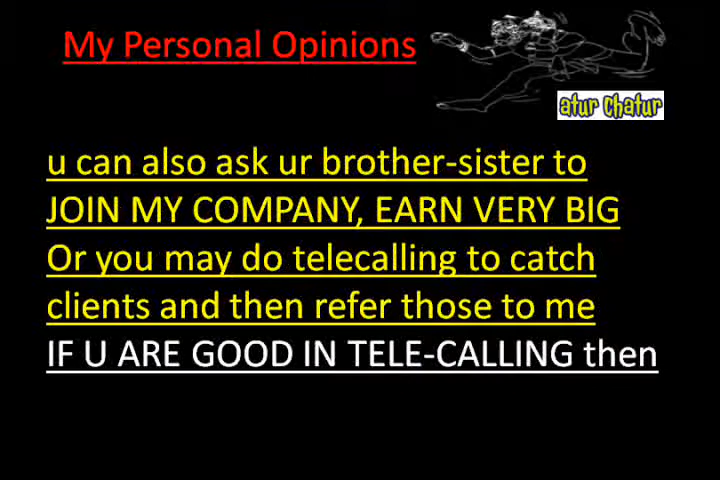 My Personal Opinions
atur chatur
u can also ask ur brother-sister to
JOIN MY COMPANY, EARN VERY BIG
Or you may do telecalling to catch
clients and then refer those to me
IF U ARE GOOD IN TELE-CALLING then